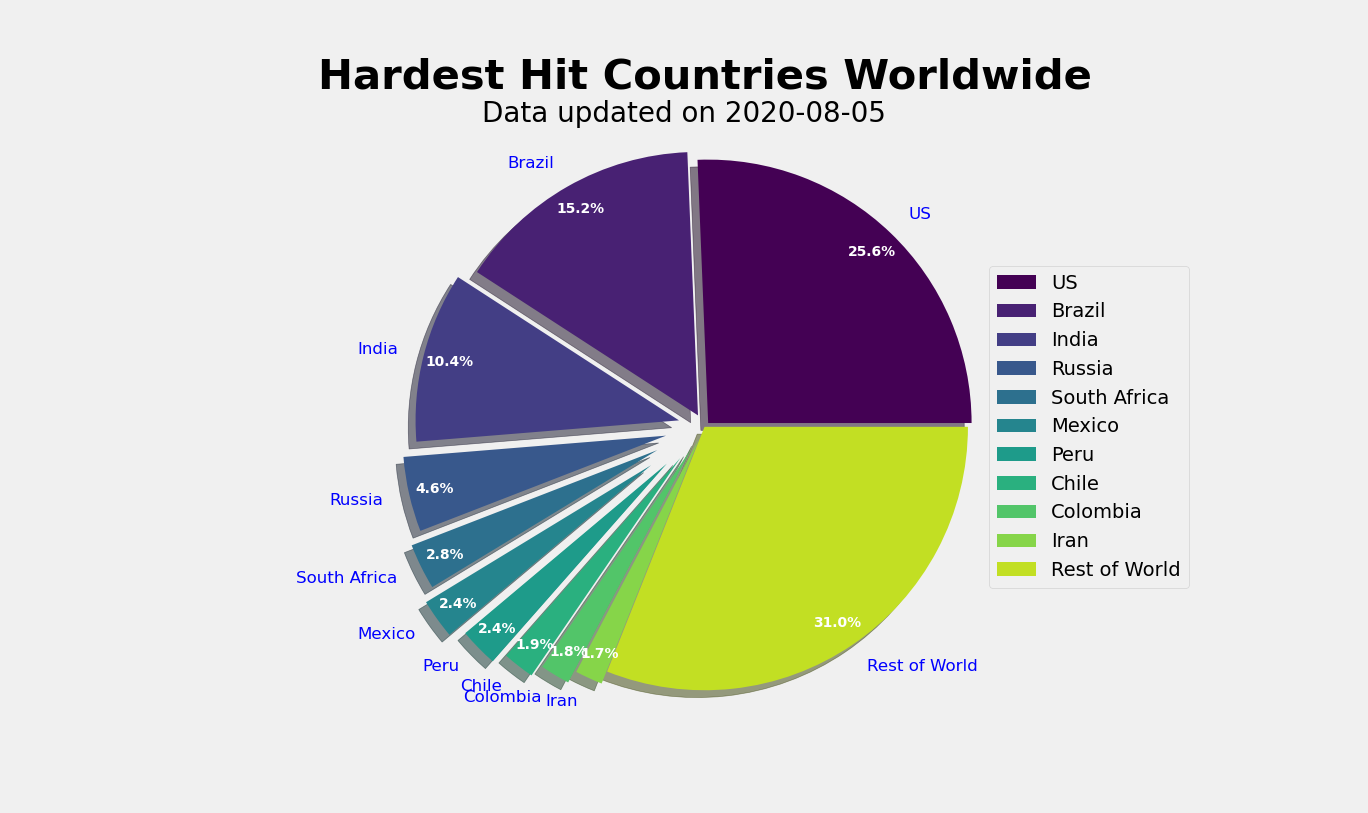 Hardest Hit Countries Worldwide
Data updated on 2020-08-05
Brazil
15.2%
US
25.6%
India
10.4%
Russia
4.6%
South Africa
2.8%
Mexico
2.4%
Peru
2.4%
Chile
1.9%
Colombia
1.8%
Iran
1.7%
Rest of World
31.0%
US
Brazil
India
Russia
South Africa
Mexico
Peru
Chile
Colombia
Iran
Rest of World